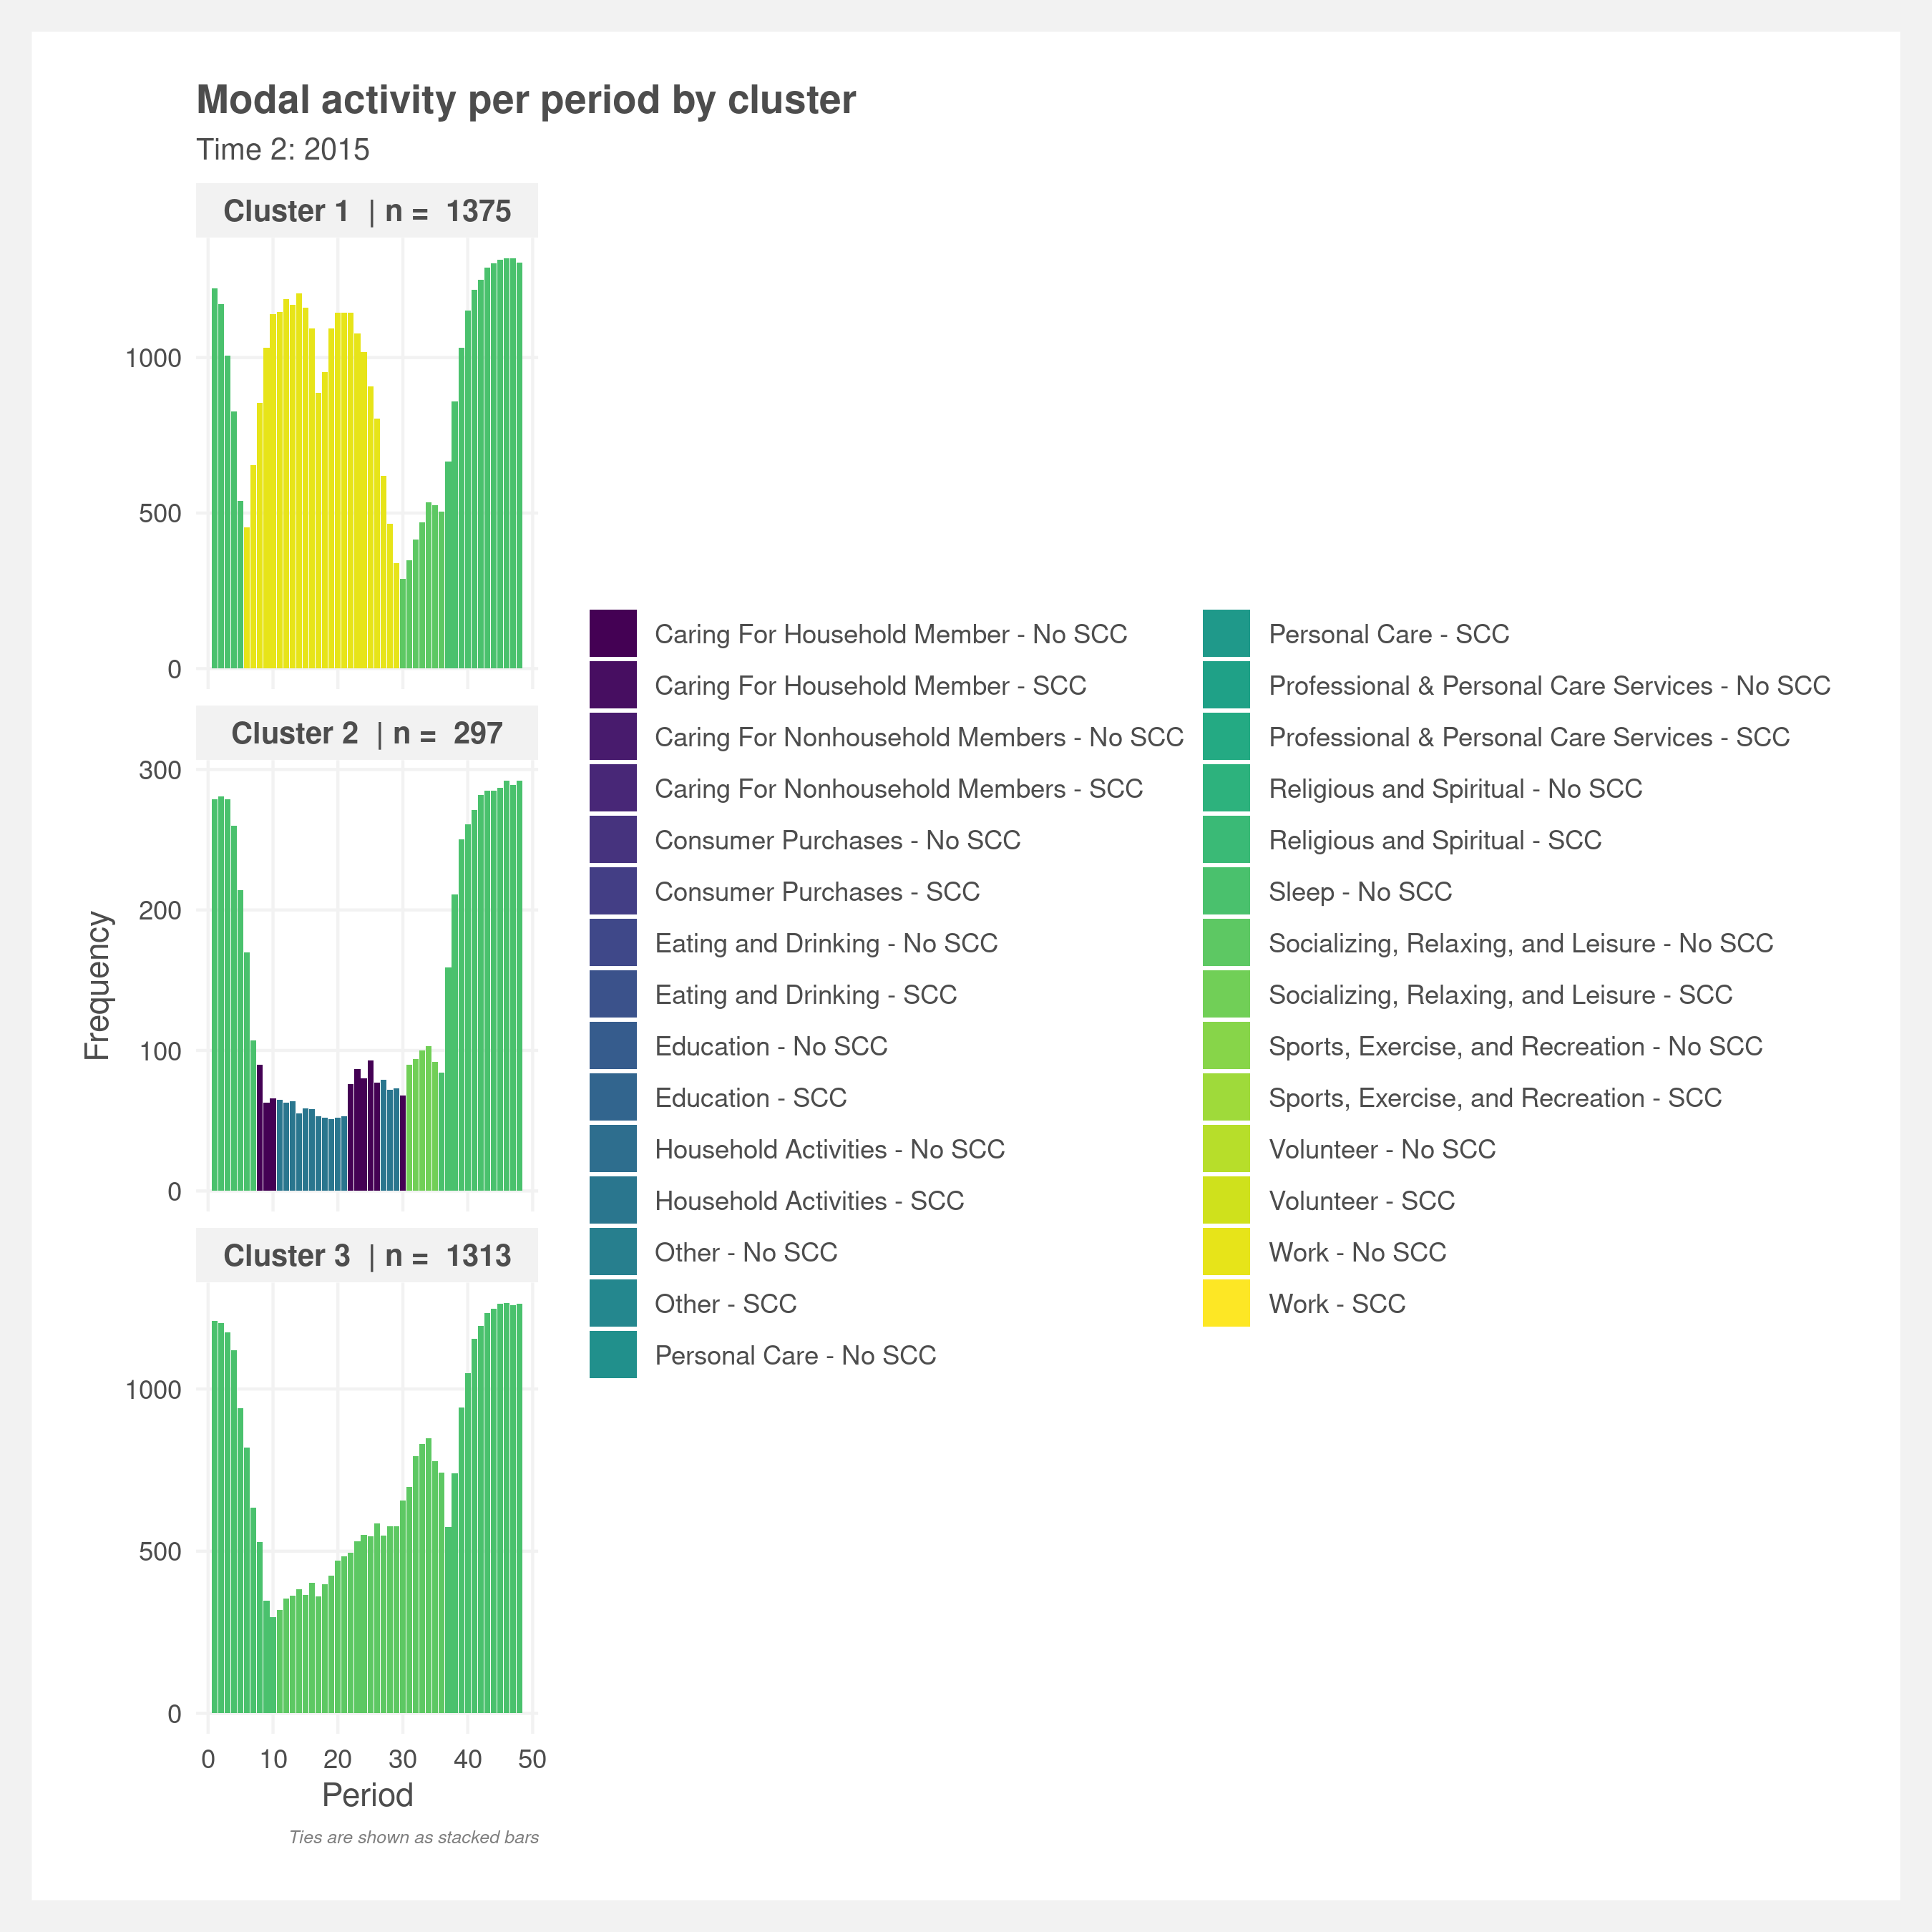 Modal activity per period by cluster
Time 2: 2015
Cluster 1 | n = 1375
1000
500
0
Cluster 2 | n = 297
300
200
100
0
Cluster 3 | n = 1313
1000
500
0
0 10 20 30 40 50
Period
Frequency
Ties are shown as stacked bars
Caring For Household Member - No SCC
Caring For Household Member - SCC
Caring For Nonhousehold Members - No SCC
Caring For Nonhousehold Members - SCC
Consumer Purchases - No SCC
Consumer Purchases - SCC
Eating and Drinking - No SCC
Eating and Drinking - SCC
Education - No SCC
Education - SCC
Household Activities - No SCC
Household Activities - SCC
Other - No SCC
Other - SCC
Personal Care - No SCC
Personal Care - SCC
Professional & Personal Care Services - No SCC
Professional & Personal Care Services - SCC
Religious and Spiritual - No SCC
Religious and Spiritual - SCC
Sleep - No SCC
Socializing, Relaxing, and Leisure - No SCC
Socializing, Relaxing, and Leisure - SCC
Sports, Exercise, and Recreation - No SCC
Sports, Exercise, and Recreation - SCC
Volunteer - No SCC
Volunteer - SCC
Work - No SCC
Work - SCC